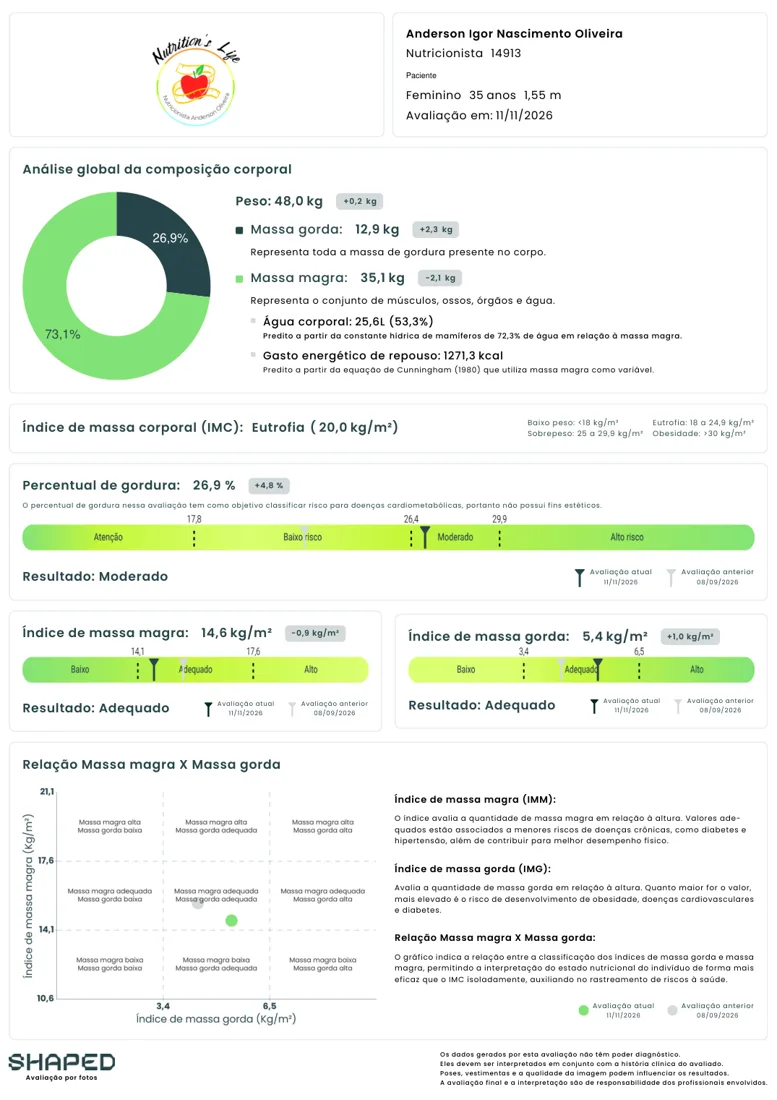 Nutrition's Life
Nutricionista Anderson Oliveira
Anderson Igor Nascimento Oliveira
Nutricionista 14913
Paciente
Feminino 35 anos 1,55 m
Avaliação em: 11/11/2026
Análise global da composição corporal
26,9%
73,1%
Peso: 48,0 kg +0,2 kg
Massa gorda: 12,9 kg +2,3 kg
Representa toda a massa de gordura presente no corpo.
Massa magra: 35,1 kg -2,1 kg
Representa o conjunto de músculos, ossos, órgãos e água.
Água corporal: 25,6L (53,3%)
Predito a partir da constante hídrica de mamíferos de 72,3% de água em relação à massa magra.
Gasto energético de repouso: 1271,3 kcal
Predito a partir da equação de Cunningham (1980) que utiliza massa magra como variável.
Índice de massa corporal (IMC): Eutrofia ( 20,0 kg/m²)
Baixo peso: <18 kg/m² Eutrofia: 18 a 24,9 kg/m²
Sobrepeso: 25 a 29,9 kg/m² Obesidade: >30 kg/m²
Percentual de gordura: 26,9 % +4,8 %
O percentual de gordura nessa avaliação tem como objetivo classificar risco para doenças cardiometabólicas, portanto não possui fins estéticos.
17,8 26,4 29,9
Atenção Baixo risco Moderado Alto risco
Resultado: Moderado
Avaliação atual Avaliação anterior
11/11/2026 08/09/2026
Índice de massa magra: 14,6 kg/m² -0,9 kg/m²
14,1 17,6
Baixo Adequado Alto
Resultado: Adequado
Avaliação atual Avaliação anterior
11/11/2026 08/09/2026
Índice de massa gorda: 5,4 kg/m² +1,0 kg/m²
3,4 6,5
Baixo Adequado Alto
Resultado: Adequado
Avaliação atual Avaliação anterior
11/11/2026 08/09/2026
Relação Massa magra X Massa gorda
Índice de massa magra (Kg/m²)
21,1
Massa magra alta Massa magra alta Massa magra alta
Massa gorda baixa Massa gorda adequada Massa gorda alta
17,6
Massa magra adequada Massa magra adequada Massa magra adequada
Massa gorda baixa Massa gorda adequada Massa gorda alta
14,1
Massa magra baixa Massa magra baixa Massa magra baixa
Massa gorda baixa Massa gorda adequada Massa gorda alta
10,6
3,4 6,5
Índice de massa gorda (Kg/m²)
Índice de massa magra (IMM):
O índice avalia a quantidade de massa magra em relação à altura. Valores ade-
quados estão associados a menores riscos de doenças crônicas, como diabetes e
hipertensão, além de contribuir para melhor desempenho físico.
Índice de massa gorda (IMG):
Avalia a quantidade de massa gorda em relação à altura. Quanto maior for o valor,
mais elevado é o risco de desenvolvimento de obesidade, doenças cardiovasculares
e diabetes.
Relação Massa magra X Massa gorda:
O gráfico indica a relação entre a classificação dos índices de massa gorda e massa
magra, permitindo a interpretação do estado nutricional do indivíduo de forma mais
eficaz que o IMC isoladamente, auxiliando no rastreamento de riscos à saúde.
Avaliação atual Avaliação anterior
11/11/2026 08/09/2026
SHAPED
Avaliação por fotos
Os dados gerados por esta avaliação não têm poder diagnóstico.
Eles devem ser interpretados em conjunto com a história clínica do avaliado.
Poses, vestimentas e a qualidade da imagem podem influenciar os resultados.
A avaliação final e a interpretação são de responsabilidade dos profissionais envolvidos.